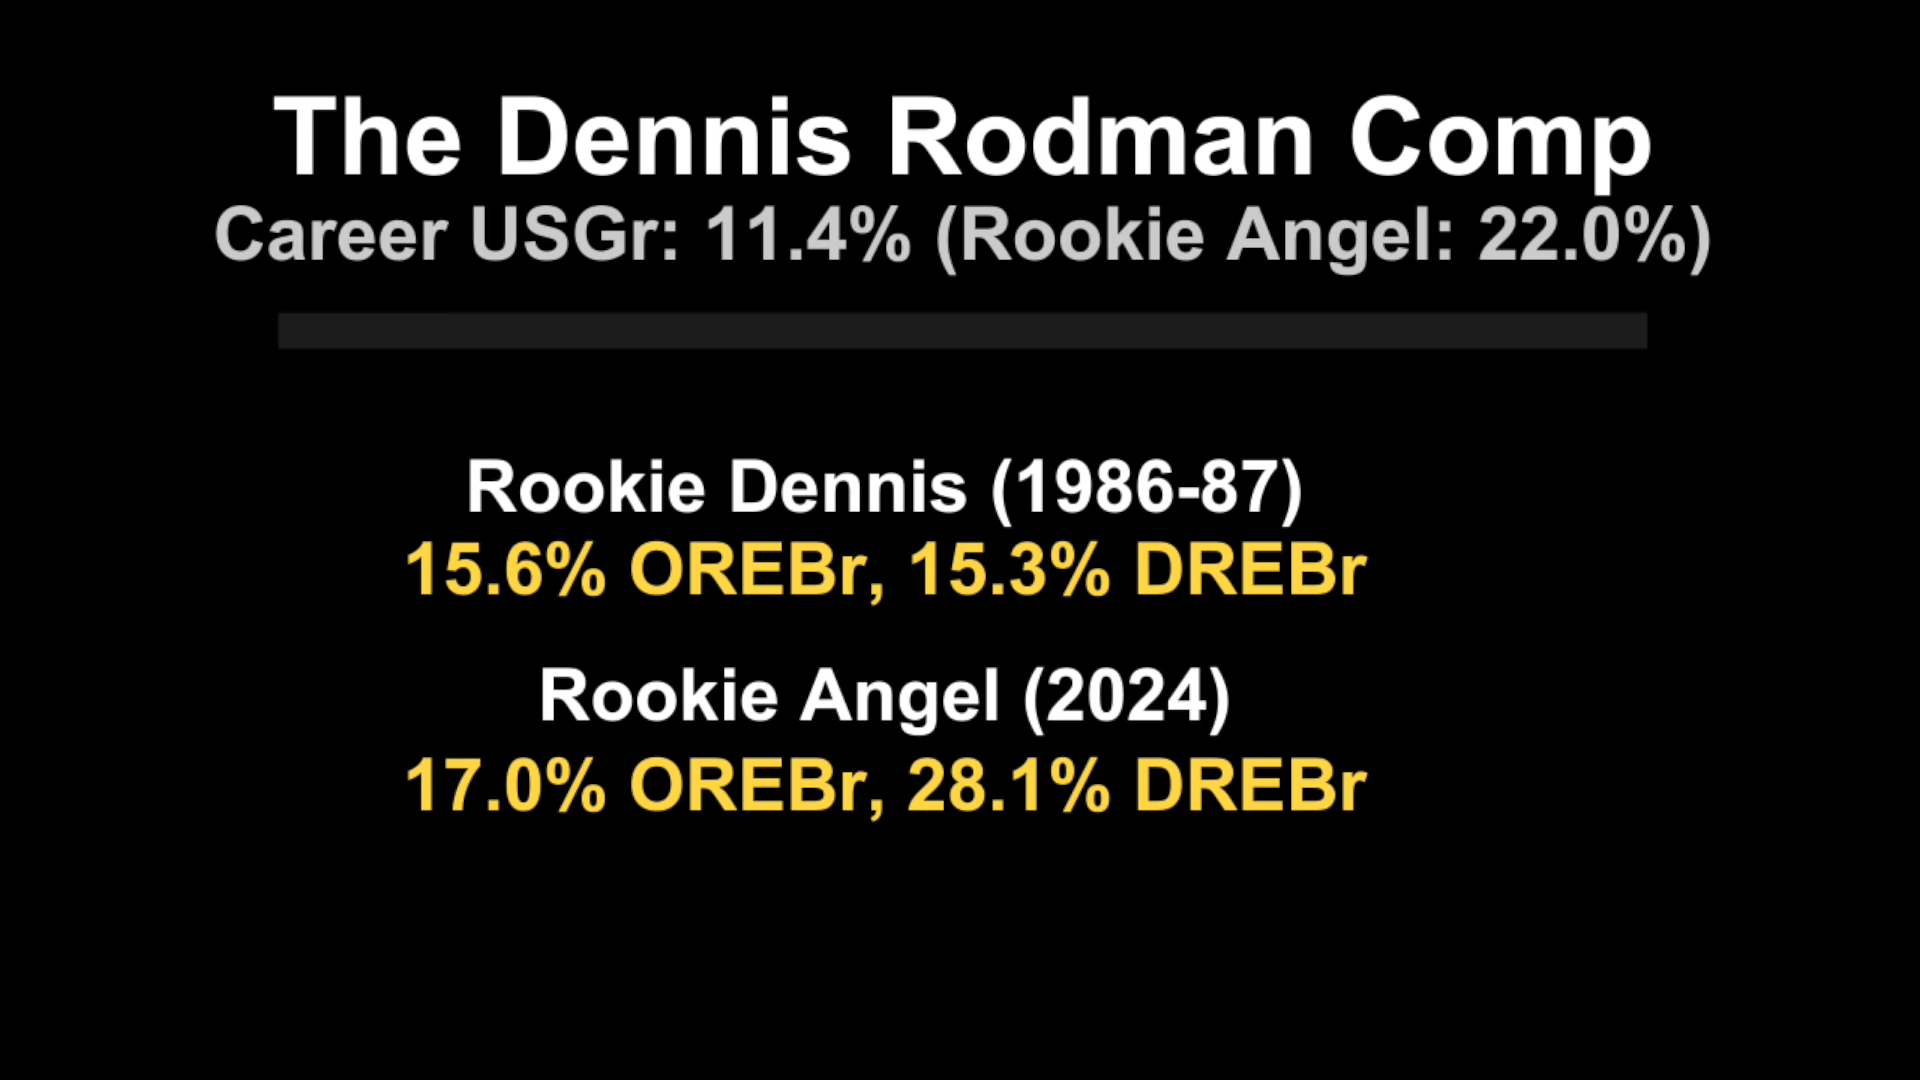 The Dennis Rodman Comp
Career USGr: 11.4% (Rookie Angel: 22.0%)
Rookie Dennis (1986-87)
15.6% OREBr, 15.3% DREBr
Rookie Angel (2024)
17.0% OREBr, 28.1% DREBr